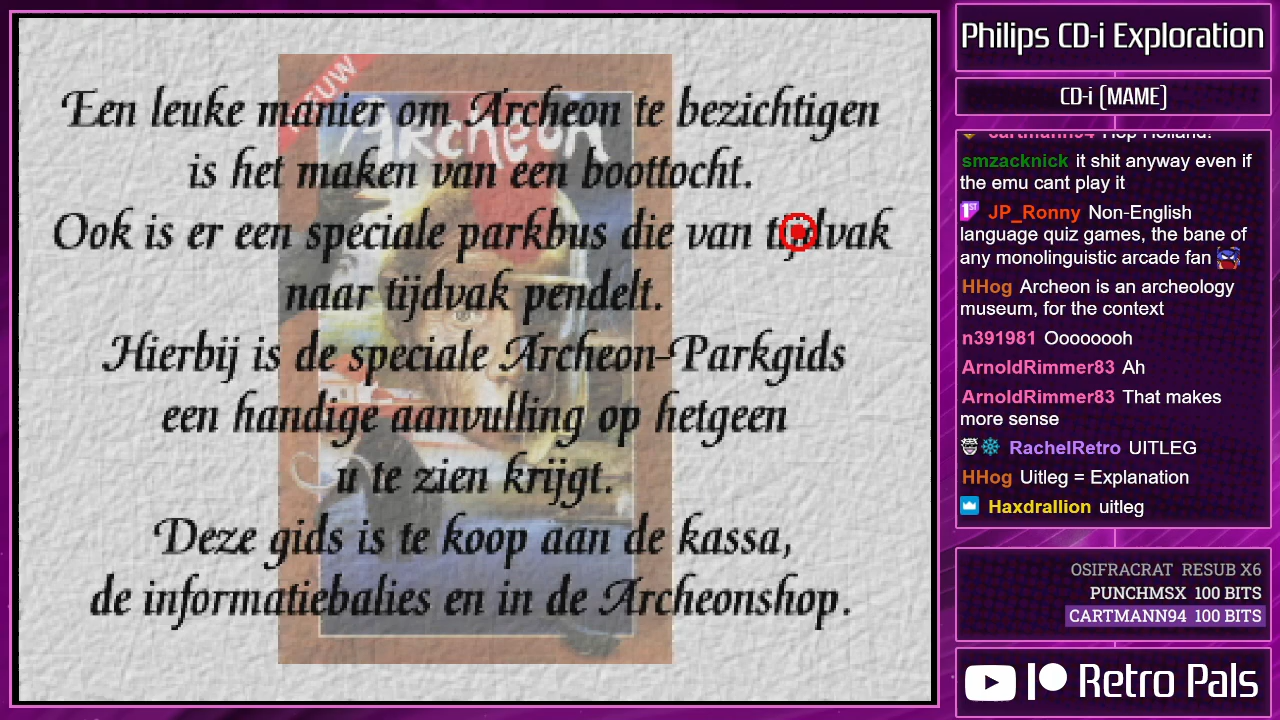 NIEUW
Archeon
Een leuke manier om Archeon te bezichtigen
is het maken van een boottocht.
Ook is er een speciale parkbus die van tijdvak
naar tijdvak pendelt.
Hierbij is de speciale Archeon-Parkgids
een handige aanvulling op hetgeen
u te zien krijgt.
Deze gids is te koop aan de kassa,
de informatiebalies en in de Archeonshop.
Philips CD-i Exploration
CD-i (MAME)
cartmann94 Hop Holland!
smzacknick it shit anyway even if
the emu cant play it
1ST JP_Ronny Non-English
language quiz games, the bane of
any monolinguistic arcade fan
HHog Archeon is an archeology
museum, for the context
n391981 Oooooooh
ArnoldRimmer83 Ah
ArnoldRimmer83 That makes
more sense
RachelRetro UITLEG
HHog Uitleg = Explanation
Haxdrallion uitleg
OSIFRACRAT RESUB X6
PUNCHMSX 100 BITS
CARTMANN94 100 BITS
Retro Pals